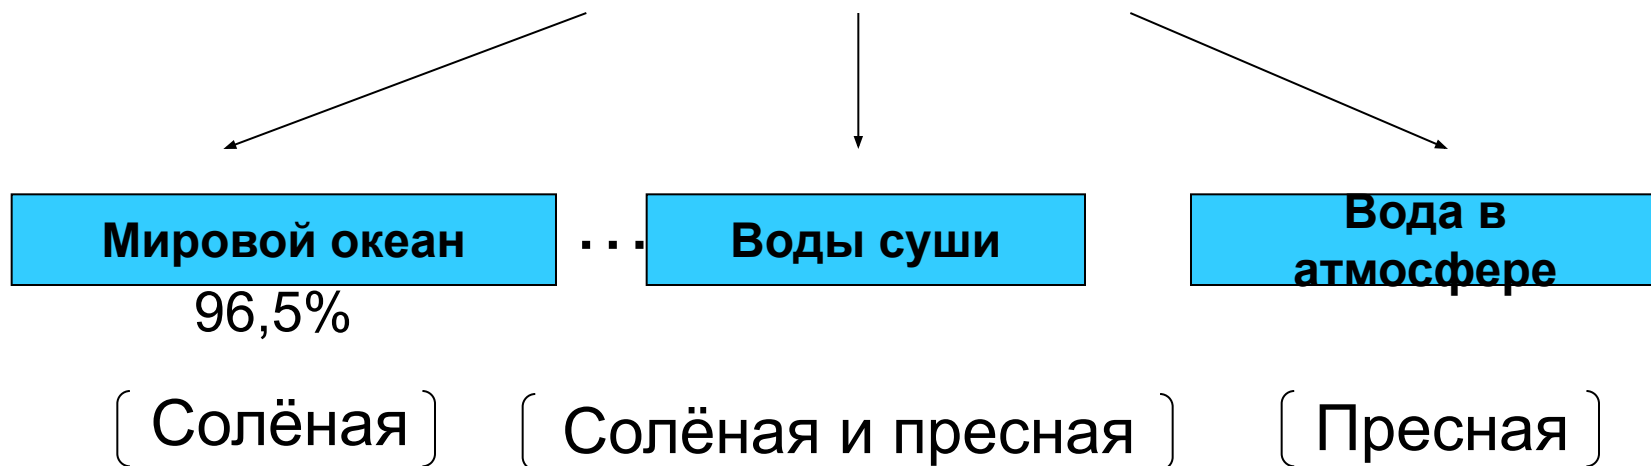 Мировой океан
...
Воды суши
Вода в
атмосфере
96,5%
Солёная
Солёная и пресная
Пресная